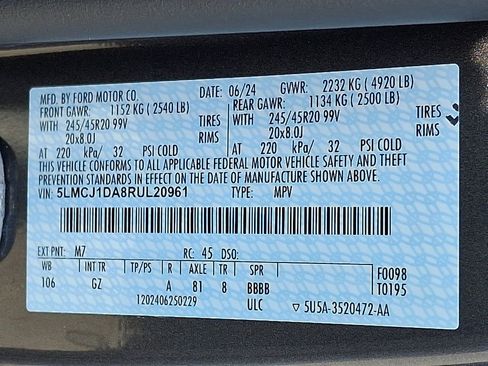 MFD. BY FORD MOTOR CO. DATE: 06/24 GVWR: 2232 KG ( 4920 LB)
FRONT GAWR: 1152 KG ( 2540 LB) REAR GAWR: 1134 KG ( 2500 LB)
245/45R20 99V TIRES 245/45R20 99V TIRES
20x8.0J RIMS 20x8.0J RIMS
AT 220 kPa/ 32 PSI COLD AT 220 kPa/ 32 PSI COLD
THIS VEHICLE CONFORMS TO ALL APPLICABLE FEDERAL MOTOR VEHICLE SAFETY AND THEFT
PREVENTION STANDARDS IN EFFECT ON THE DATE OF MANUFACTURE SHOWN ABOVE.
VIN: 5LMCJ1DA8RUL20961 TYPE: MPV
EXT PNT: M7 RC: 45 DSO:
WB INT TR TP/PS R AXLE TR SPR F0098
106 GZ A 81 8 BBBB T0195
1202406250229 ULC 5U5A-3520472-AA